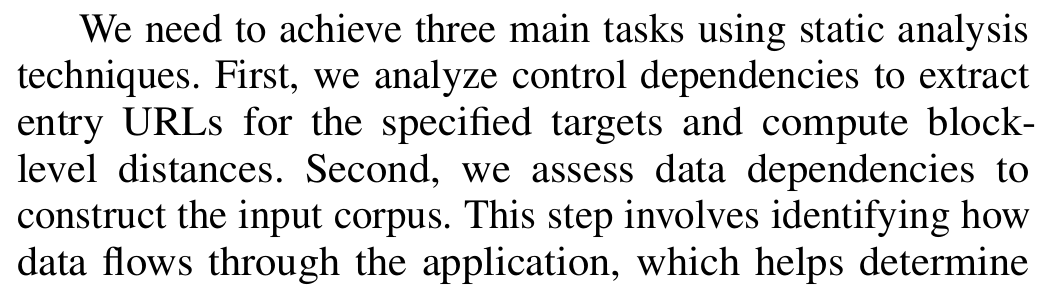 We need to achieve three main tasks using static analysis
techniques. First, we analyze control dependencies to extract
entry URLs for the specified targets and compute block-
level distances. Second, we assess data dependencies to
construct the input corpus. This step involves identifying how
data flows through the application, which helps determine